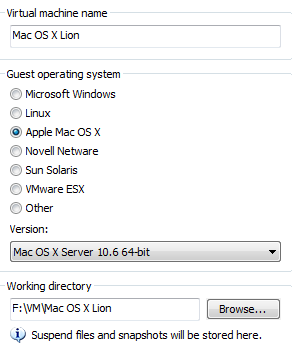 Virtual machine name
Mac OS X Lion
Guest operating system
Microsoft Windows
Linux
Apple Mac OS X
Novell Netware
Sun Solaris
VMware ESX
Other
Version:
Mac OS X Server 10.6 64-bit
Working directory
F:\VM\Mac OS X Lion
Browse...
Suspend files and snapshots will be stored here.